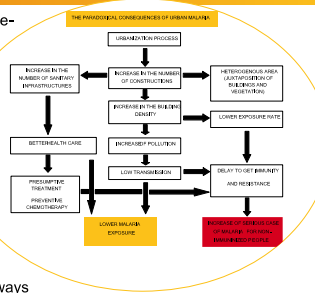 e-
THE PARADOXICAL CONSEQUENCES OF URBAN MALARIA
URBANIZATION PROCESS
INCREASE IN THE
NUMBER OF SANITARY
INFRASTRUCTURES
INCREASE IN THE NUMBER
OF CONSTRUCTIONS
HETEROGENOUS AREA
(JUXTAPOSITION OF
BUILDINGS AND
VEGETATION)
INCREASE IN THE BUILDING
DENSITY
LOWER EXPOSURE RATE
BETTERHEALTH CARE
INCREASED POLLUTION
LOW TRANSMISSION
DELAY TO GET IMMUNITY
AND RESISTANCE
PRESUMPTIVE
TREATMENT
PREVENTIVE
CHEMOTHERAPY
LOWER MALARIA
EXPOSURE
INCREASE OF SERIOUS CASE
OF MALARIA FOR NON-
IMMUNIZED PEOPLE
ways